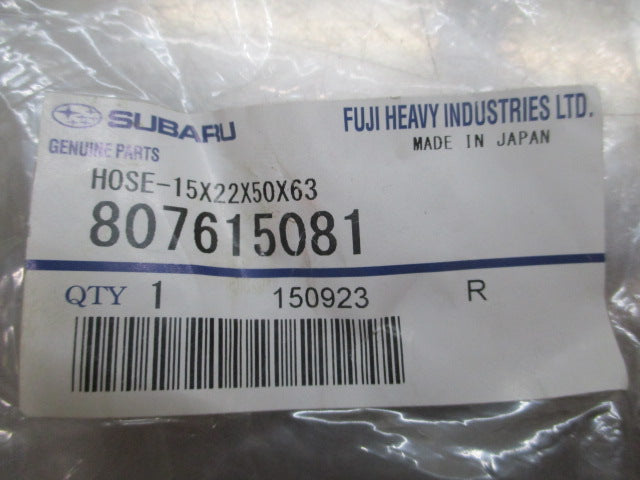 SUBARU
FUJI HEAVY INDUSTRIES LTD.
GENUINE PARTS
MADE IN JAPAN
HOSE-15X22X50X63
807615081
QTY 1 150923 R